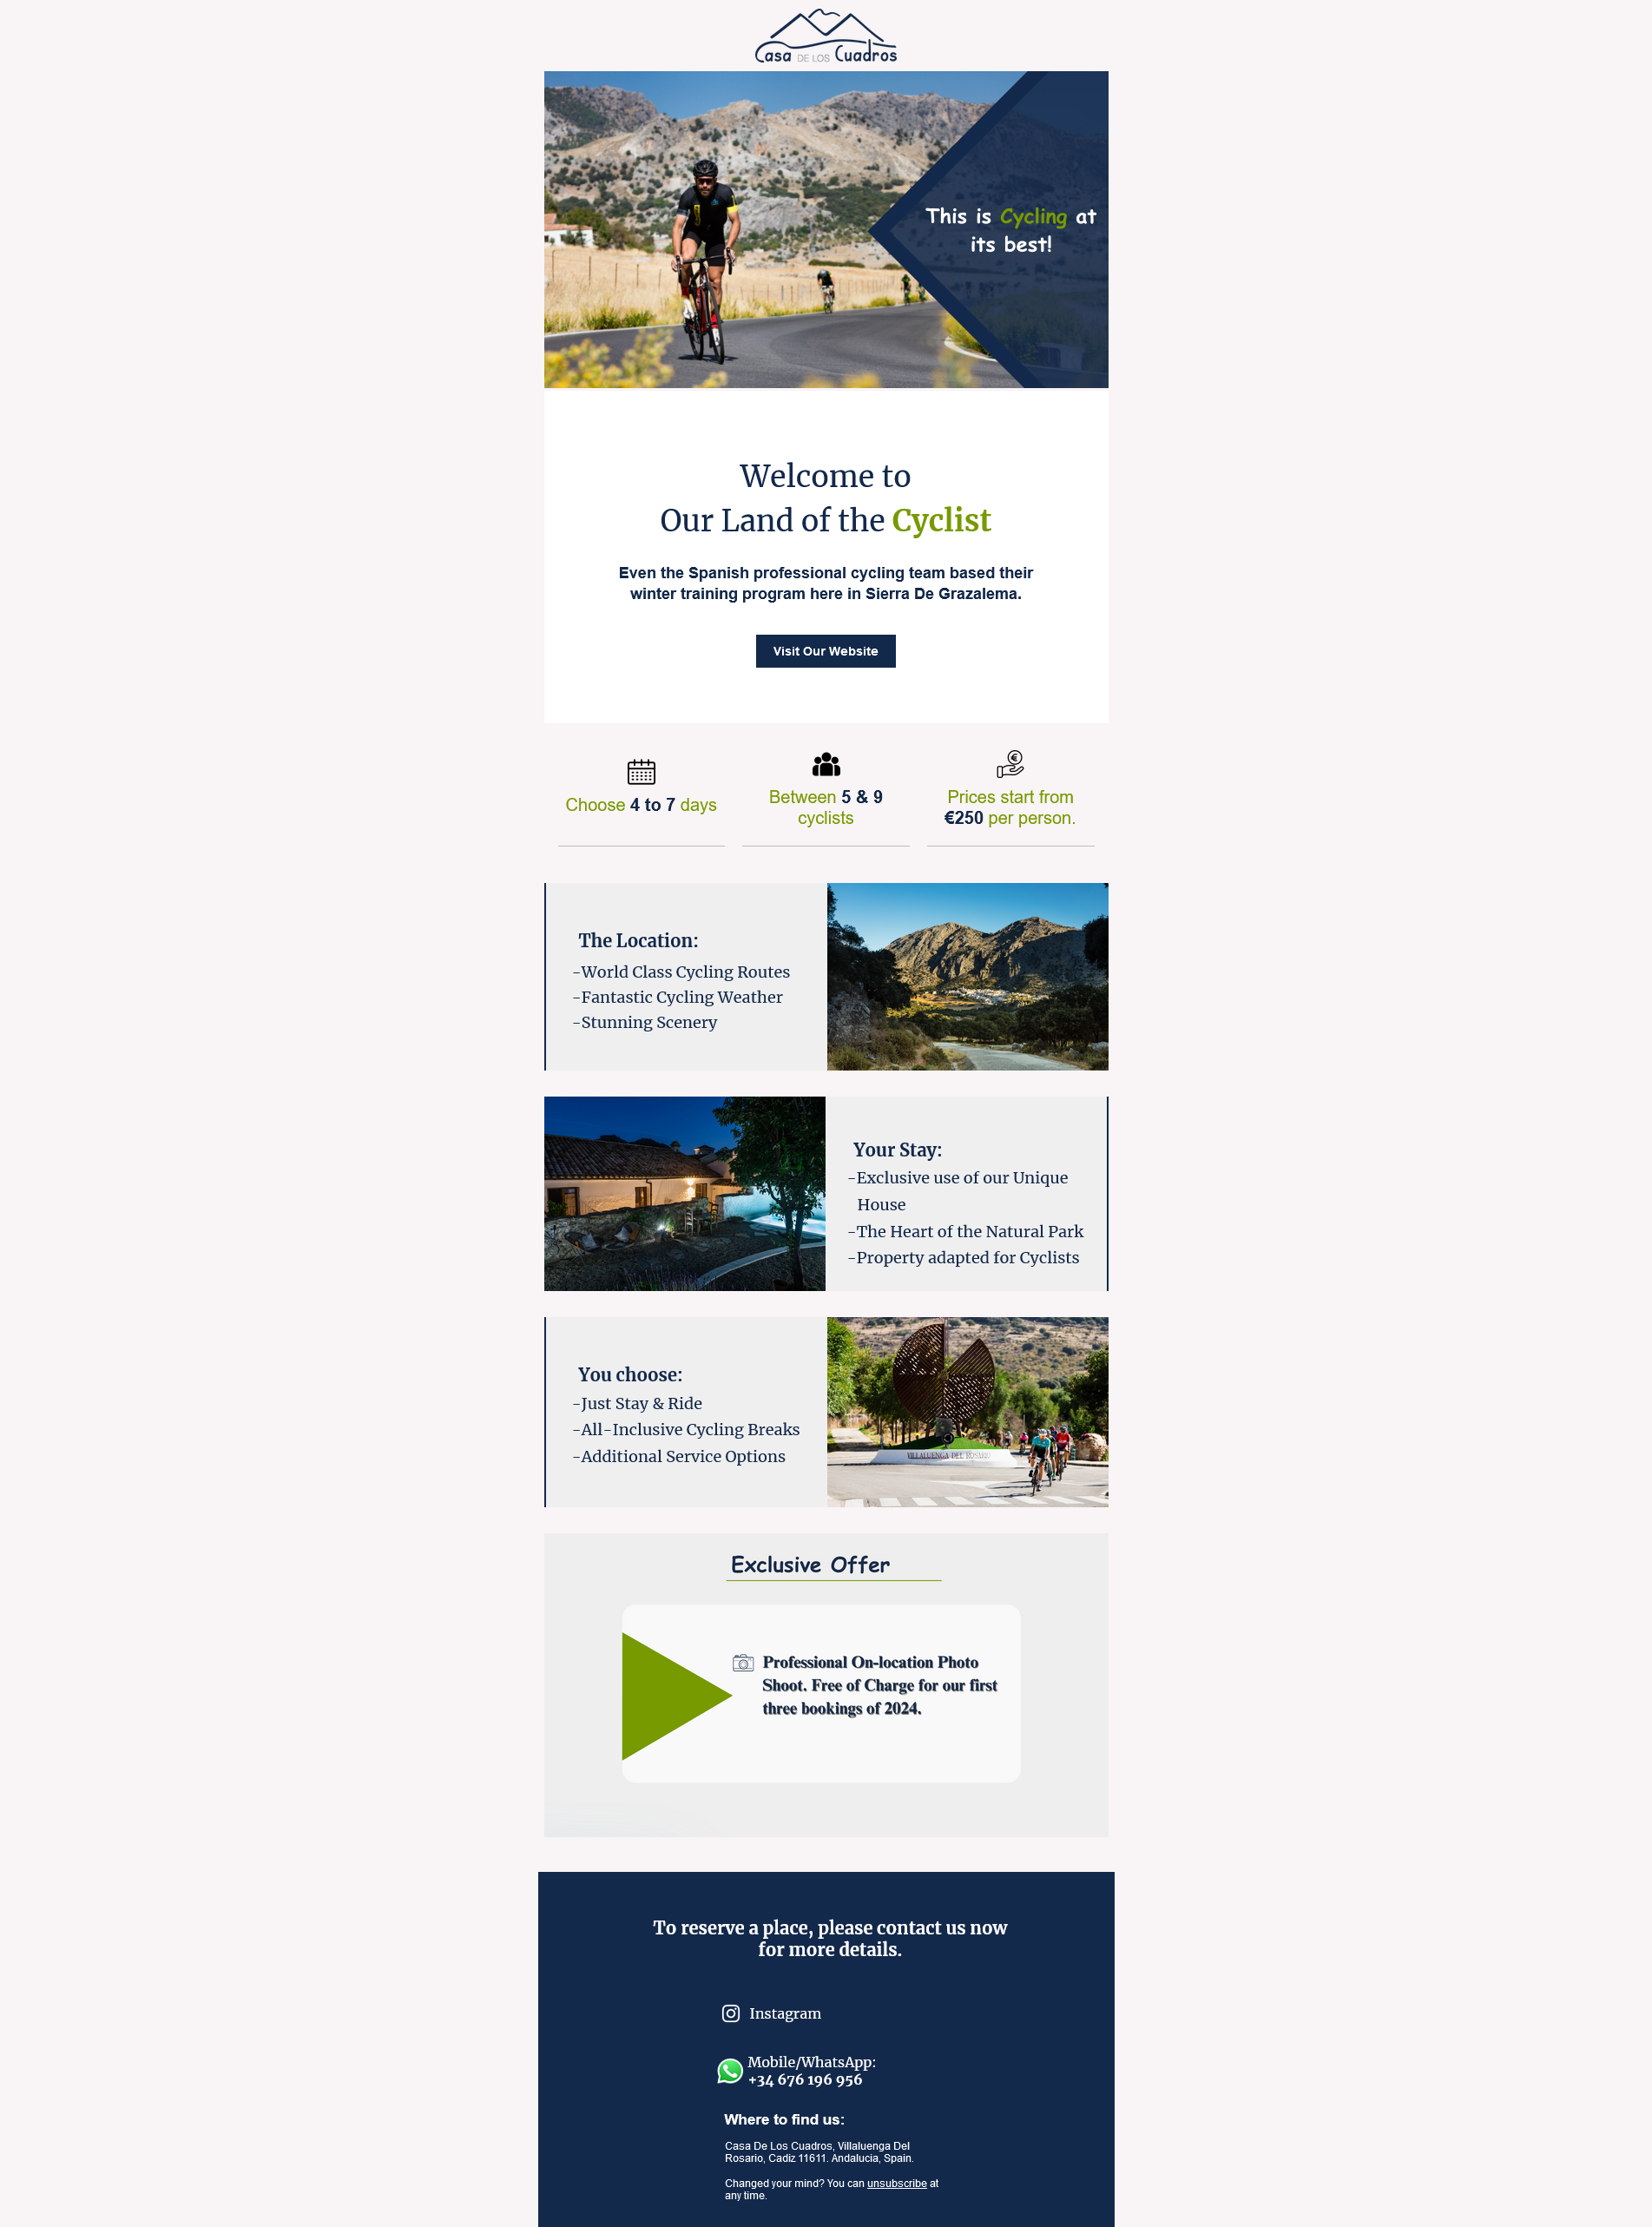 Casa DE LOS Cuadros
This is Cycling at
its best!
Welcome to
Our Land of the Cyclist
Even the Spanish professional cycling team based their
winter training program here in Sierra De Grazalema.
Visit Our Website
Choose 4 to 7 days
Between 5 & 9
cyclists
Prices start from
€250 per person.
The Location:
-World Class Cycling Routes
-Fantastic Cycling Weather
-Stunning Scenery
Your Stay:
-Exclusive use of our Unique
House
-The Heart of the Natural Park
-Property adapted for Cyclists
You choose:
-Just Stay & Ride
-All-Inclusive Cycling Breaks
-Additional Service Options
VILLALUENGA DEL ROSARIO
Exclusive Offer
Professional On-location Photo
Shoot. Free of Charge for our first
three bookings of 2024.
To reserve a place, please contact us now
for more details.
Instagram
Mobile/WhatsApp:
+34 676 196 956
Where to find us:
Casa De Los Cuadros, Villaluenga Del
Rosario, Cadiz 11611. Andalucia, Spain.
Changed your mind? You can unsubscribe at
any time.